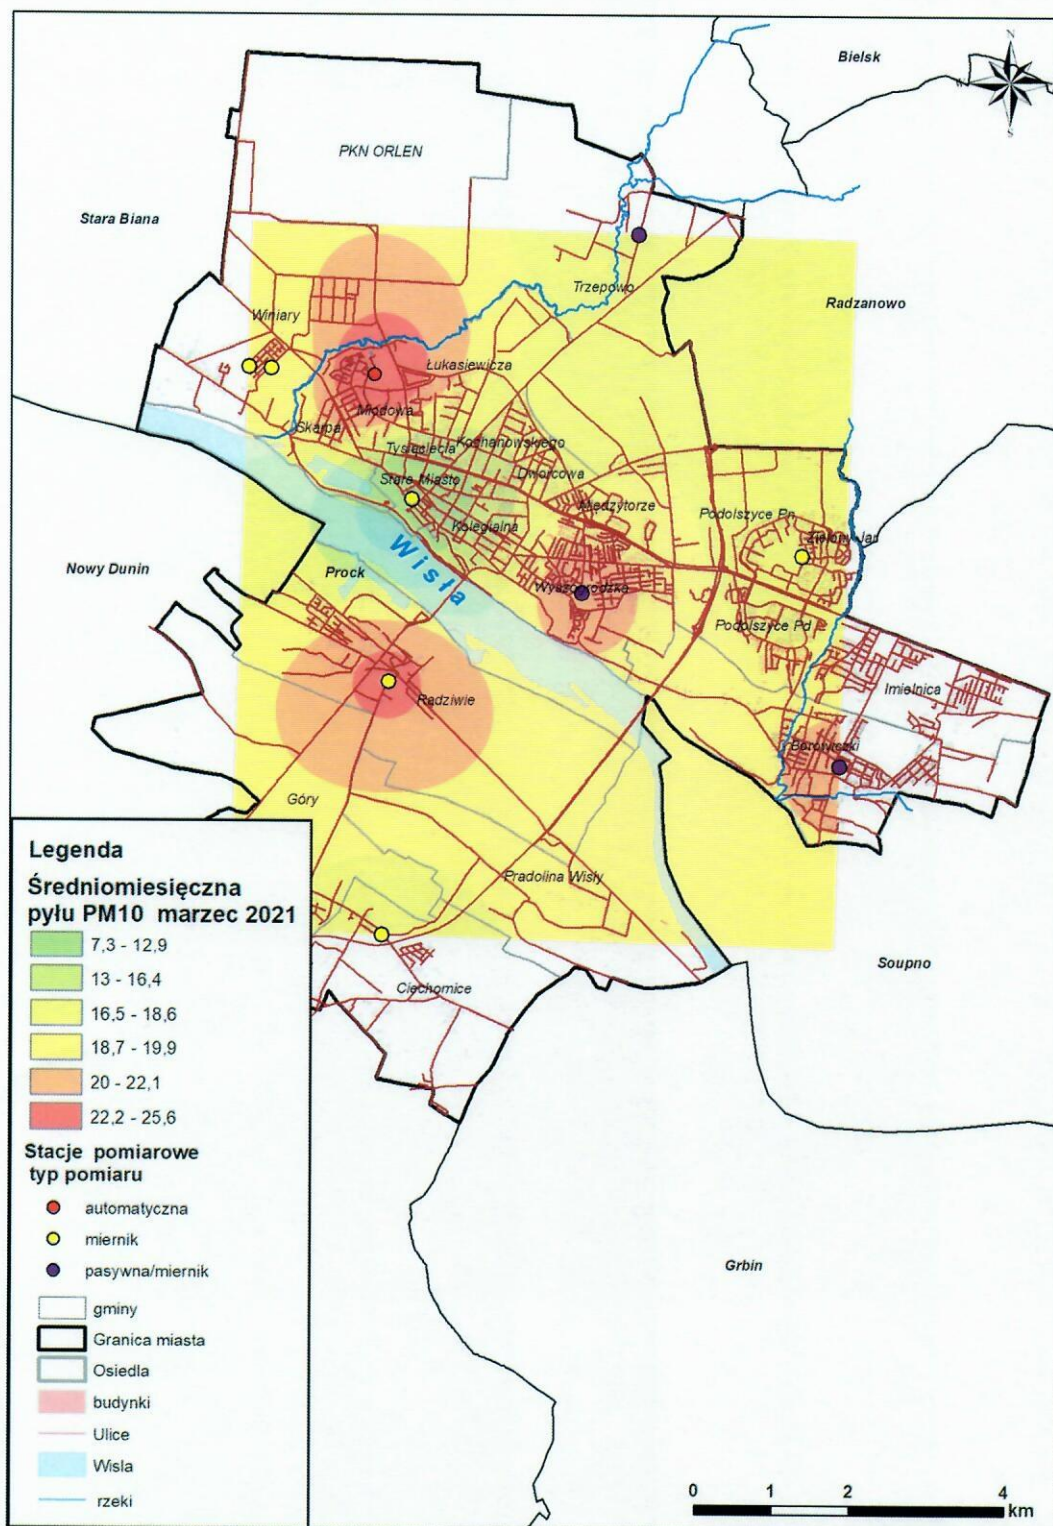 Bielsk
N
W
S
PKN ORLEN
Stara Biana
Trzepowo
Radzanowo
Winiary
Łukasiewicza
Miodowa
Skarpa
Kochanowskiego
Tysiąclecia
Dworcowa
Stare Miasto
Międzytorze
Podolszyce Pn
Kolegialna
Zielony Jar
Wisła
Nowy Dunin
Prock
Wyszogrodzka
Podolszyce Pd
Imielnica
Radziwie
Borowiczki
Góry
Pradolina Wisły
Soupno
Ciechomice
Grbin
Legenda
Średniomiesięczna
pyłu PM10 marzec 2021
7,3 - 12,9
13 - 16,4
16,5 - 18,6
18,7 - 19,9
20 - 22,1
22,2 - 25,6
Stacje pomiarowe
typ pomiaru
automatyczna
miernik
pasywna/miernik
gminy
Granica miasta
Osiedla
budynki
Ulice
Wisla
rzeki
0 1 2 4
km